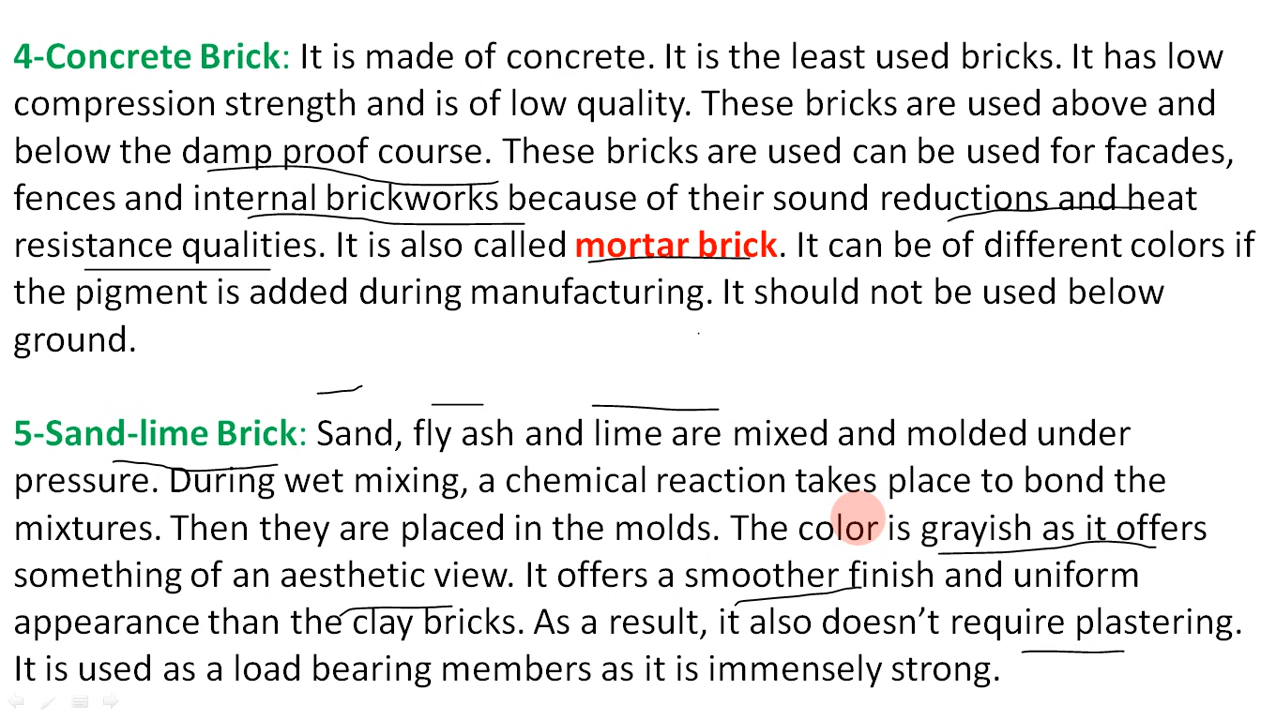 4-Concrete Brick: It is made of concrete. It is the least used bricks. It has low
compression strength and is of low quality. These bricks are used above and
below the damp proof course. These bricks are used can be used for facades,
fences and internal brickworks because of their sound reductions and heat
resistance qualities. It is also called mortar brick. It can be of different colors if
the pigment is added during manufacturing. It should not be used below
ground.
5-Sand-lime Brick: Sand, fly ash and lime are mixed and molded under
pressure. During wet mixing, a chemical reaction takes place to bond the
mixtures. Then they are placed in the molds. The color is grayish as it offers
something of an aesthetic view. It offers a smoother finish and uniform
appearance than the clay bricks. As a result, it also doesn’t require plastering.
It is used as a load bearing members as it is immensely strong.